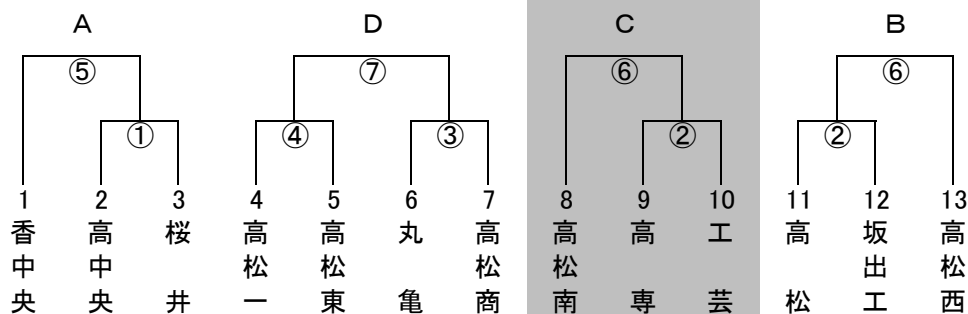 A D C B
⑤ ⑦ ⑥ ⑥
① ④ ③ ② ②
1 2 3 4 5 6 7 8 9 10 11 12 13
香中央
高中央
桜井
高松一
高松東
丸亀
高松商
高松南
高専
工芸
高松
坂出工
高松西